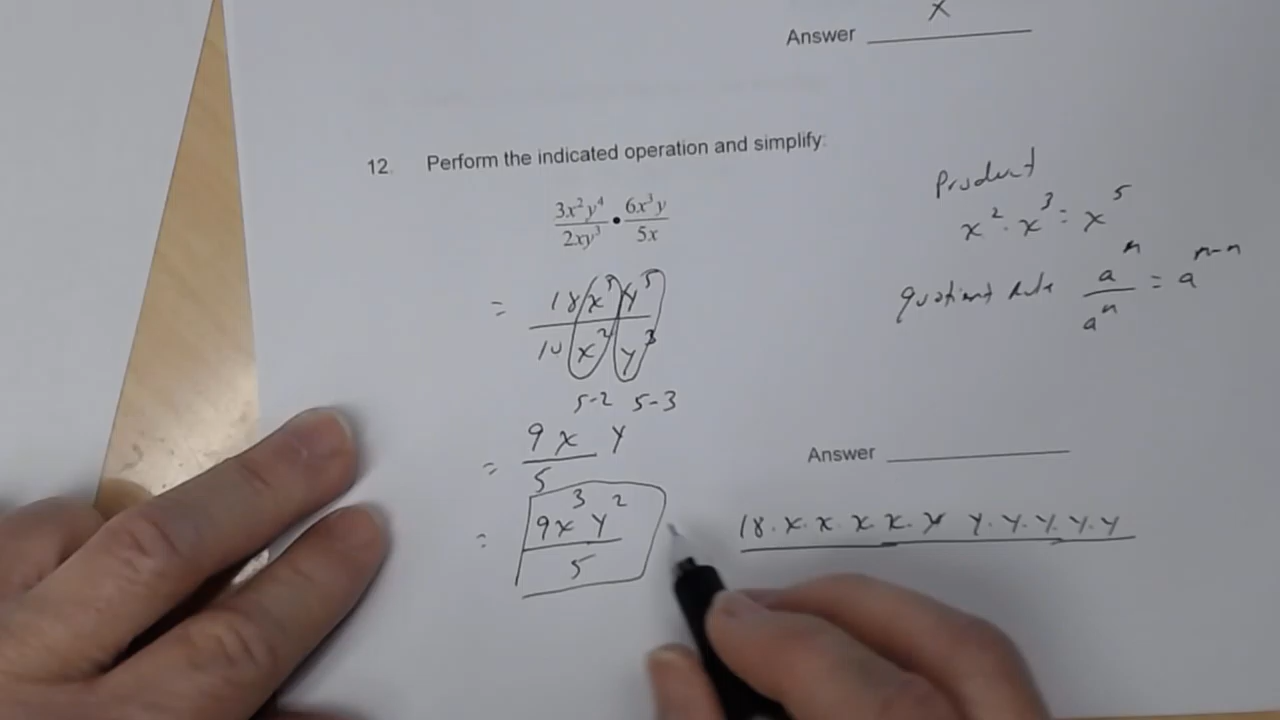 x
Answer
12. Perform the indicated operation and simplify:
3x²y⁴/2xy³ • 6x³y/5x
Product
x² · x³ = x⁵
quotient rule aᵐ/aⁿ = aᵐ⁻ⁿ
= 18x⁵y⁵/10x²y³
5-2 5-3
= 9x y/5
Answer
= 9x³y²/5
18·x·x·x·x·x y·y·y·y·y